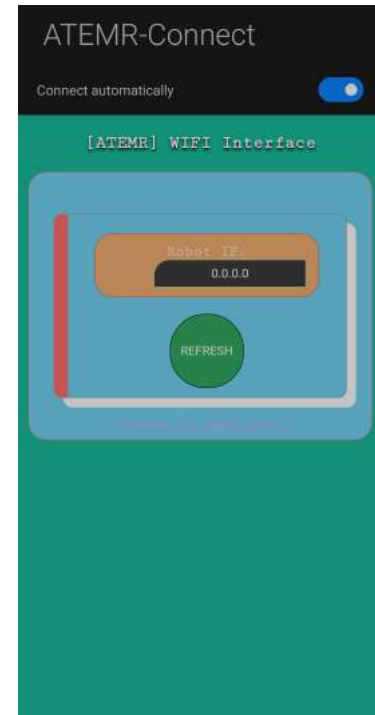 ATEMR-Connect
Connect automatically
[ATEMR] WIFI Interface
Robot IP:
0.0.0.0
REFRESH